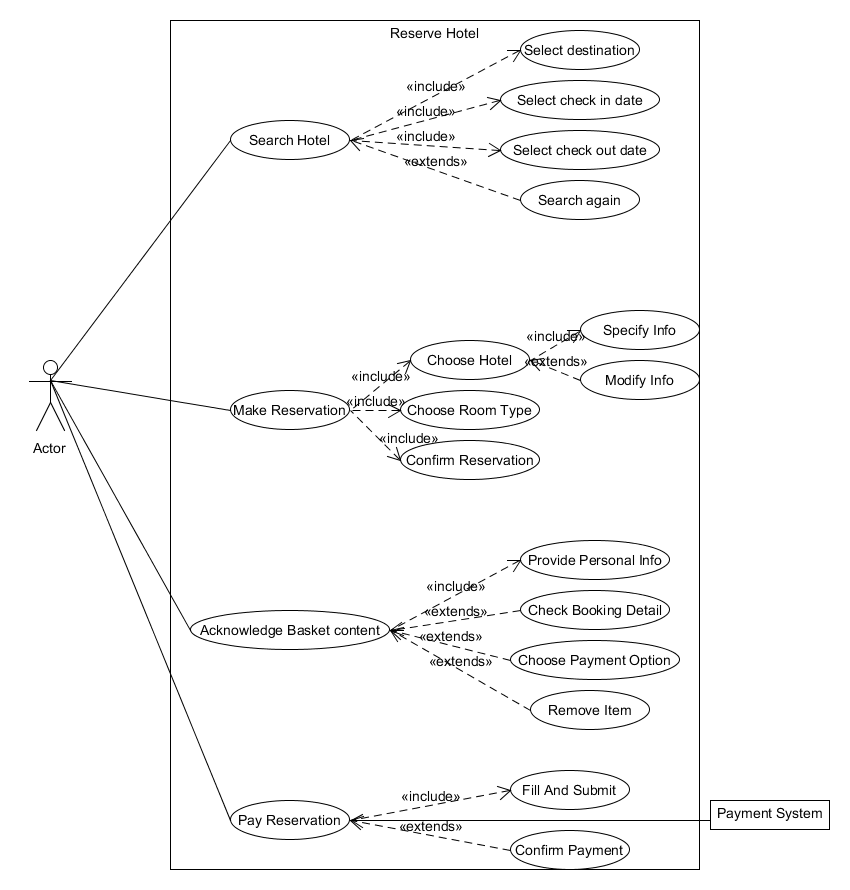 Reserve Hotel
Select destination
«include»
Select check in date
«include»
Search Hotel
«include»
Select check out date
«extends»
Search again
Specify Info
«include»
Choose Hotel
«extends»
Modify Info
«include»
Make Reservation
«include»
Choose Room Type
«include»
Confirm Reservation
Actor
Provide Personal Info
«include»
Check Booking Detail
«extends»
Acknowledge Basket content
«extends»
Choose Payment Option
«extends»
Remove Item
Fill And Submit
«include»
Pay Reservation
Payment System
«extends»
Confirm Payment